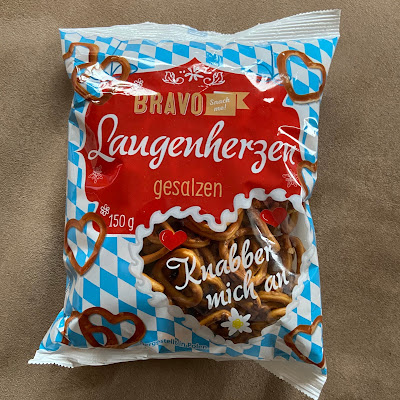 BRAVO
Snack me!
Laugenherzen
gesalzen
150 g
Knabber
mich an